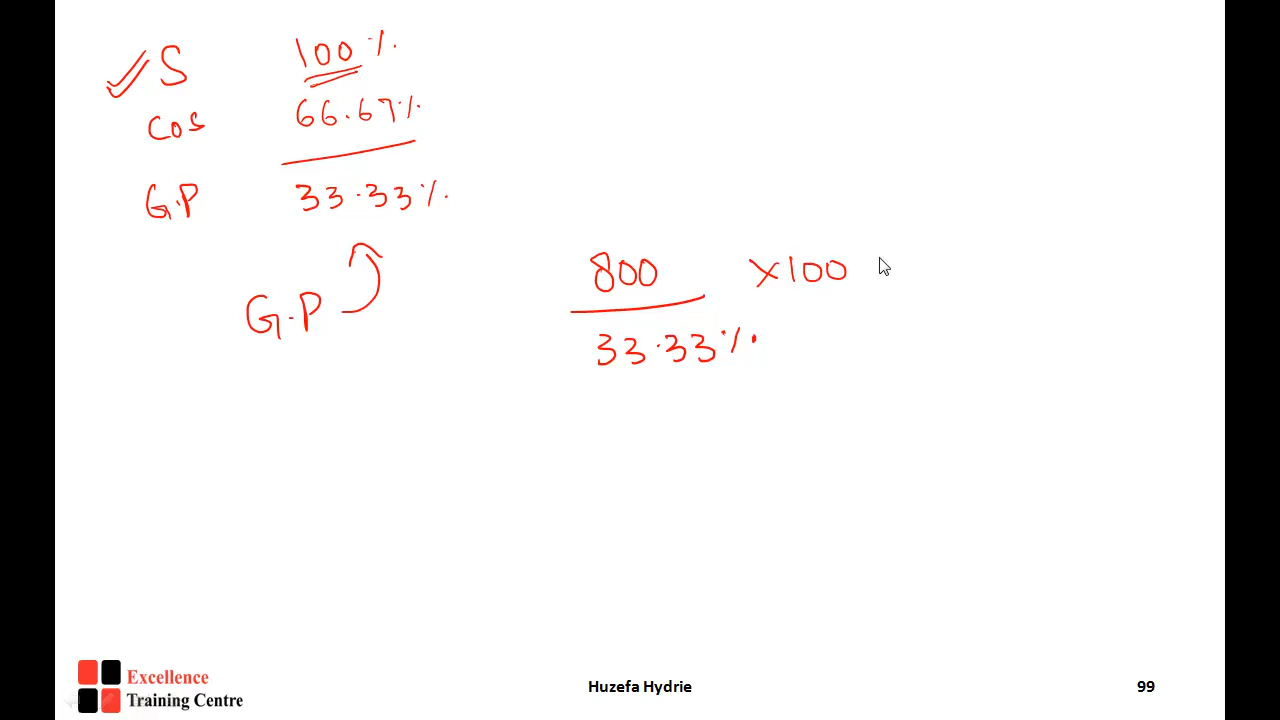 S 100%
COS 66.67%
G.P 33.33%
G.P
800 ×100
33.33%
Excellence
Training Centre
Huzefa Hydrie
99